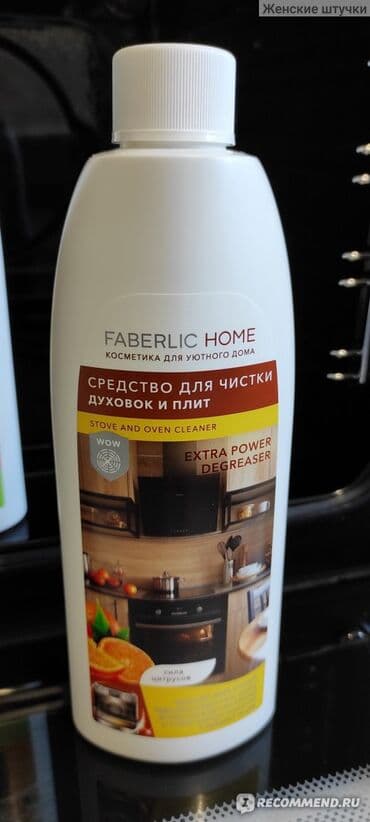 Женские штучки
FABERLIC HOME
КОСМЕТИКА ДЛЯ УЮТНОГО ДОМА
СРЕДСТВО ДЛЯ ЧИСТКИ
ДУХОВОК И ПЛИТ
STOVE AND OVEN CLEANER
WOW
EXTRA POWER
DEGREASER
сила
цитрусов
IRECOMMEND.RU